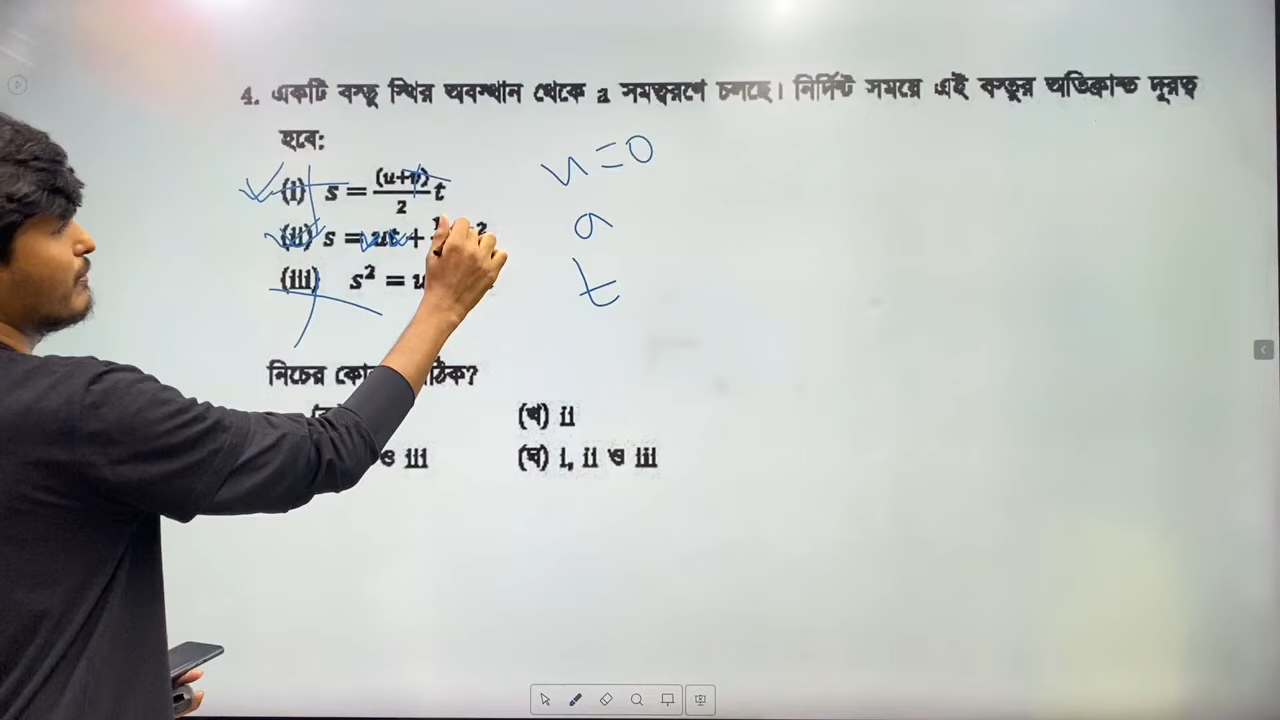 4. একটি বস্তু স্থির অবস্থান থেকে a সমত্বরণে চলছে। নির্দিষ্ট সময়ে এই বস্তুর অতিক্রান্ত দূরত্ব
হবে:
(i) s = (u+v)/2 t
u = 0
(ii) s = ut +
a
(iii) s² =
t
নিচের
(খ) ii
ও iii
(ঘ) i, ii ও iii